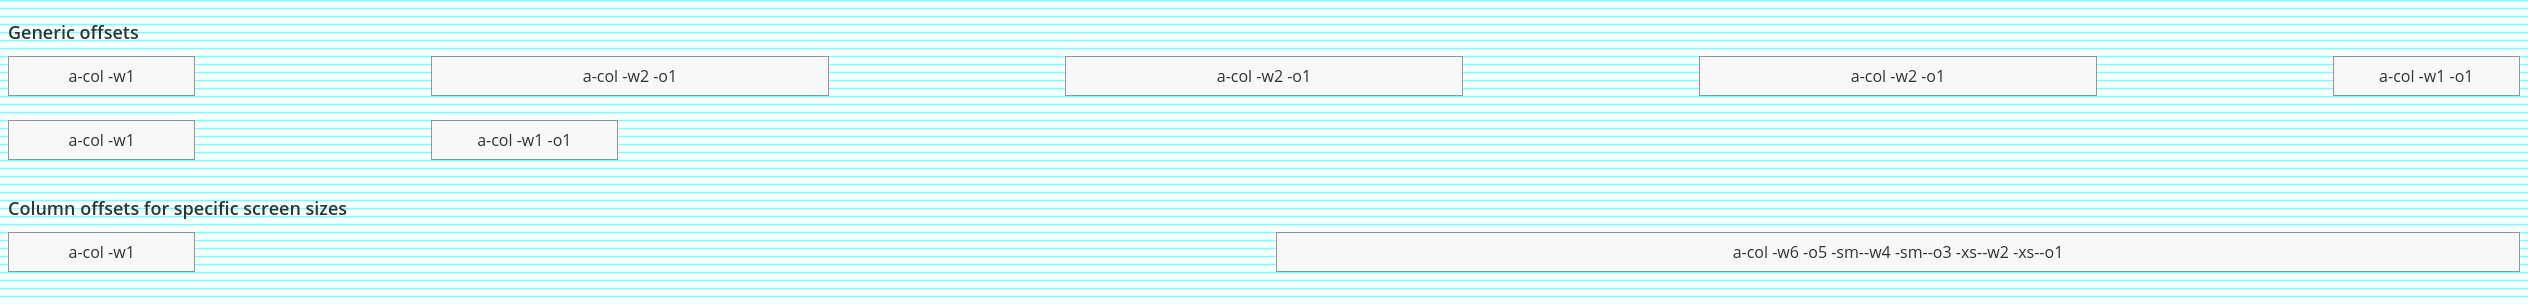 Generic offsets
a-col -w1 a-col -w2 -o1 a-col -w2 -o1 a-col -w2 -o1 a-col -w1 -o1
a-col -w1 a-col -w1 -o1
Column offsets for specific screen sizes
a-col -w1 a-col -w6 -o5 -sm--w4 -sm--o3 -xs--w2 -xs--o1